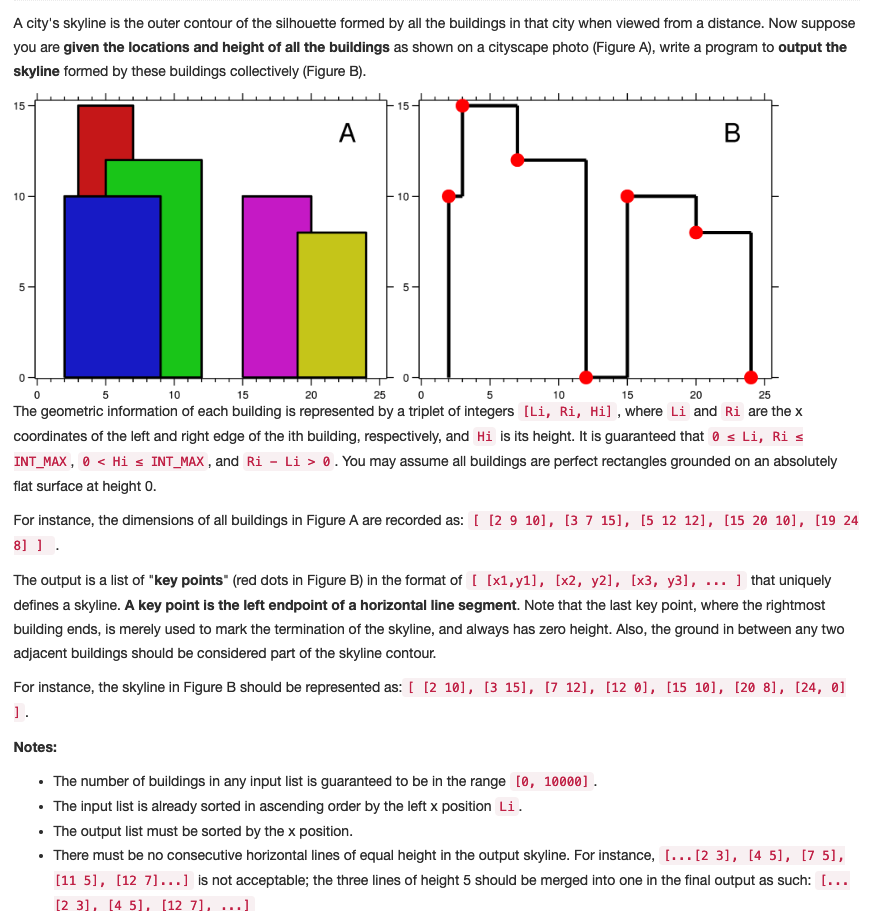 A city's skyline is the outer contour of the silhouette formed by all the buildings in that city when viewed from a distance. Now suppose
you are given the locations and height of all the buildings as shown on a cityscape photo (Figure A), write a program to output the
skyline formed by these buildings collectively (Figure B).
15 A 15 B
10 10
5 5
0 0
0 5 10 15 20 25 0 5 10 15 20 25
The geometric information of each building is represented by a triplet of integers [Li, Ri, Hi] , where Li and Ri are the x
coordinates of the left and right edge of the ith building, respectively, and Hi is its height. It is guaranteed that 0 ≤ Li, Ri ≤
INT_MAX , 0 < Hi ≤ INT_MAX , and Ri - Li > 0 . You may assume all buildings are perfect rectangles grounded on an absolutely
flat surface at height 0.
For instance, the dimensions of all buildings in Figure A are recorded as: [ [2 9 10], [3 7 15], [5 12 12], [15 20 10], [19 24
8] ] .
The output is a list of "key points" (red dots in Figure B) in the format of [ [x1,y1], [x2, y2], [x3, y3], ... ] that uniquely
defines a skyline. A key point is the left endpoint of a horizontal line segment. Note that the last key point, where the rightmost
building ends, is merely used to mark the termination of the skyline, and always has zero height. Also, the ground in between any two
adjacent buildings should be considered part of the skyline contour.
For instance, the skyline in Figure B should be represented as: [ [2 10], [3 15], [7 12], [12 0], [15 10], [20 8], [24, 0]
] .
Notes:
• The number of buildings in any input list is guaranteed to be in the range [0, 10000] .
• The input list is already sorted in ascending order by the left x position Li .
• The output list must be sorted by the x position.
• There must be no consecutive horizontal lines of equal height in the output skyline. For instance, [...[2 3], [4 5], [7 5],
[11 5], [12 7]...] is not acceptable; the three lines of height 5 should be merged into one in the final output as such: [...
[2 3], [4 5], [12 7], ...]